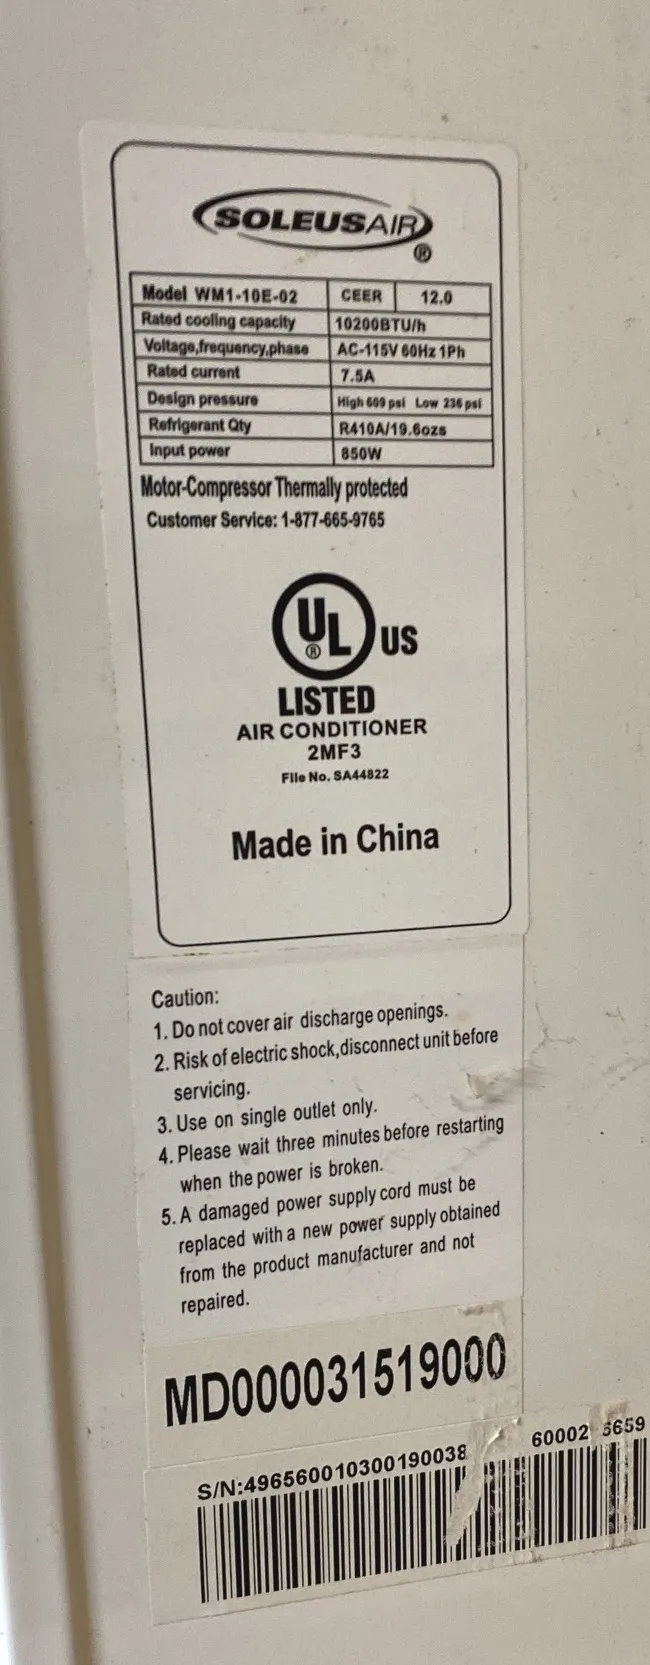 SOLEUSAIR®
Model WM1-10E-02 CEER 12.0
Rated cooling capacity 10200BTU/h
Voltage,frequency,phase AC-115V 60Hz 1Ph
Rated current 7.5A
Design pressure High 609 psi Low 236 psi
Refrigerant Qty R410A/19.6ozs
Input power 850W
Motor-Compressor Thermally protected
Customer Service: 1-877-665-9765
UL® US
LISTED
AIR CONDITIONER
2MF3
File No. SA44822
Made in China
Caution:
1. Do not cover air discharge openings.
2. Risk of electric shock,disconnect unit before
servicing.
3. Use on single outlet only.
4. Please wait three minutes before restarting
when the power is broken.
5. A damaged power supply cord must be
replaced with a new power supply obtained
from the product manufacturer and not
repaired.
MD000031519000
S/N:496560010300190038 60002 5659